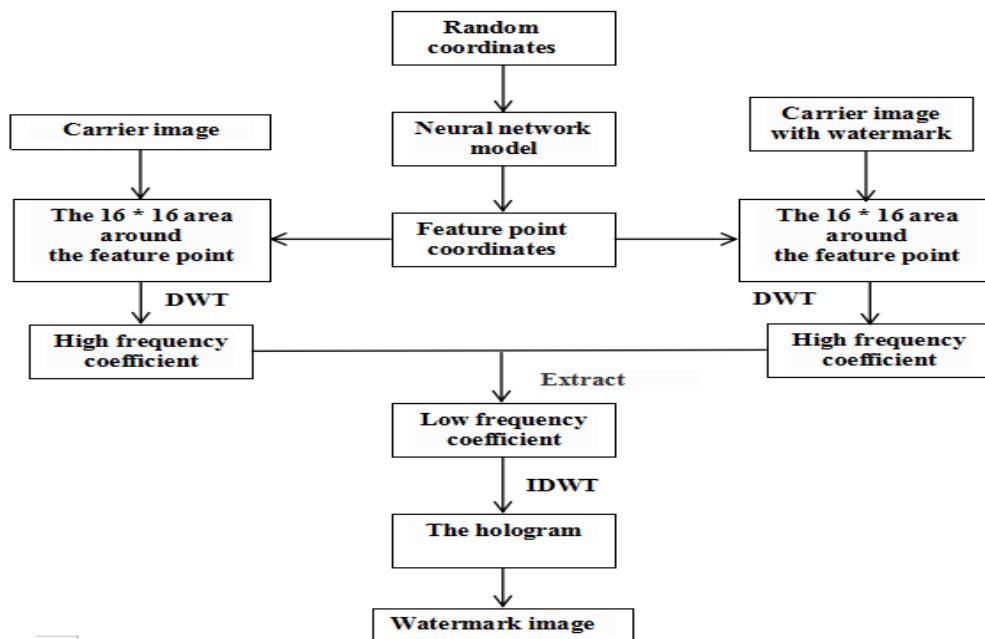 Random
coordinates
Carrier image
Neural network
model
Carrier image
with watermark
The 16 * 16 area
around
the feature point
Feature point
coordinates
The 16 * 16 area
around
the feature point
DWT
DWT
High frequency
coefficient
High frequency
coefficient
Extract
Low frequency
coefficient
IDWT
The hologram
Watermark image